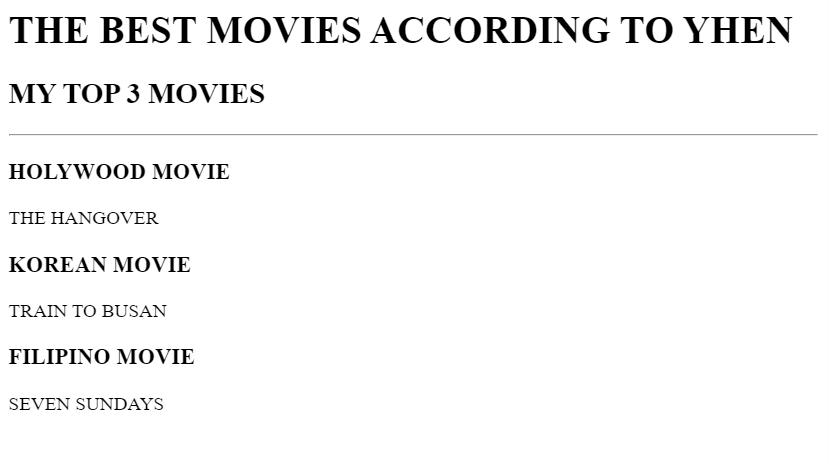 THE BEST MOVIES ACCORDING TO YHEN
MY TOP 3 MOVIES
HOLYWOOD MOVIE
THE HANGOVER
KOREAN MOVIE
TRAIN TO BUSAN
FILIPINO MOVIE
SEVEN SUNDAYS